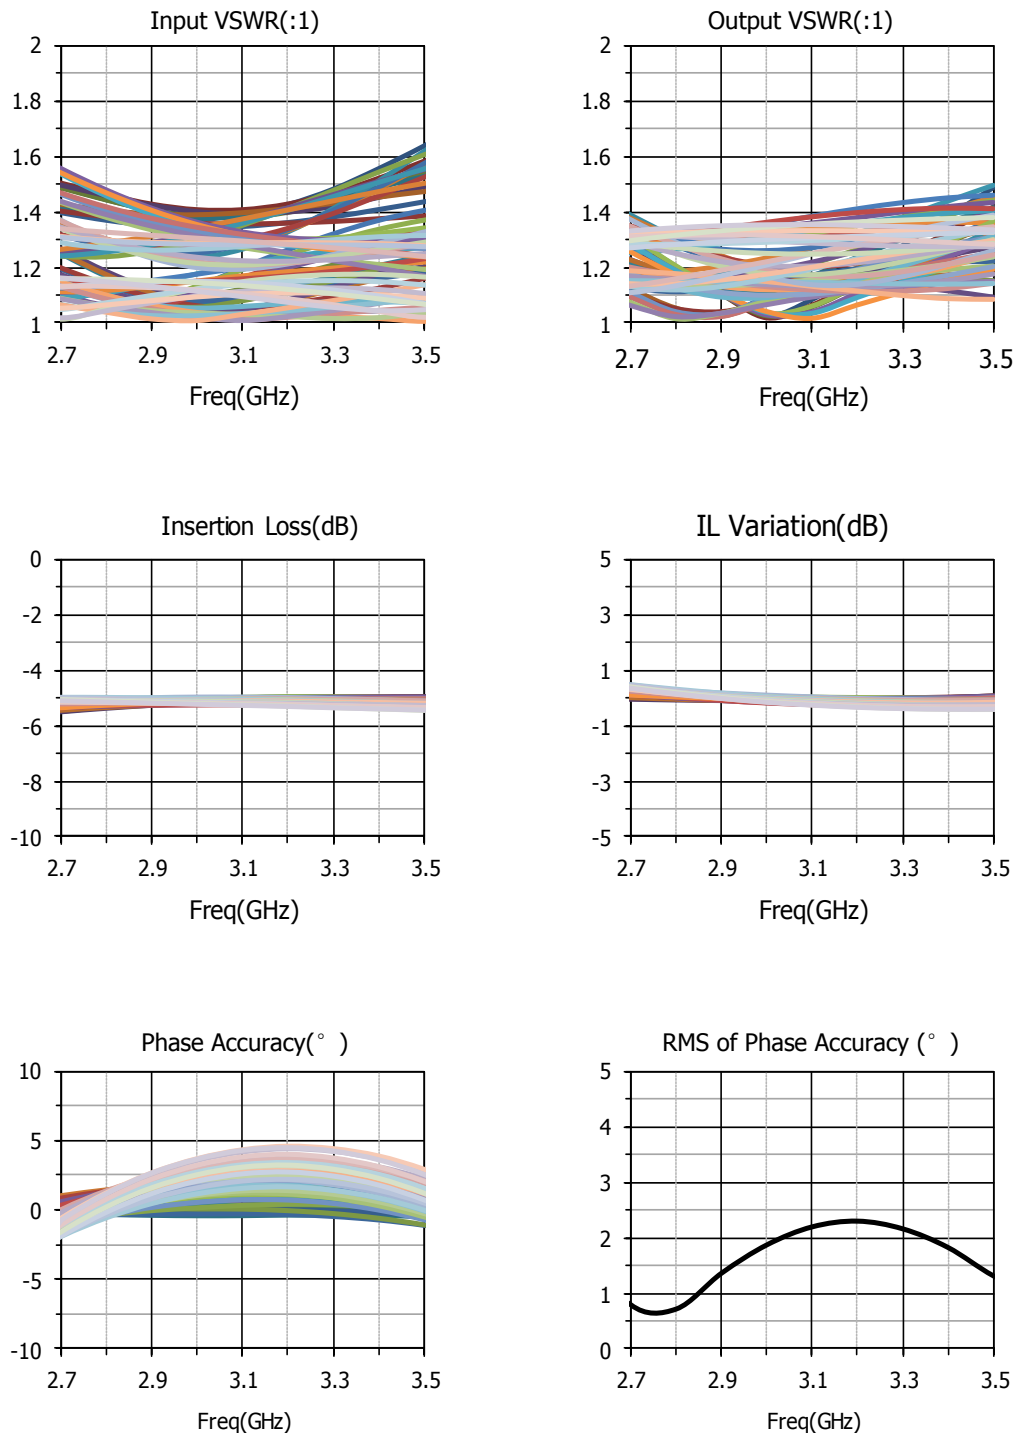 Input VSWR(:1)
2
1.8
1.6
1.4
1.2
1
2.7 2.9 3.1 3.3 3.5
Freq(GHz)
Output VSWR(:1)
2
1.8
1.6
1.4
1.2
1
2.7 2.9 3.1 3.3 3.5
Freq(GHz)
Insertion Loss(dB)
0
-2
-4
-6
-8
-10
2.7 2.9 3.1 3.3 3.5
Freq(GHz)
IL Variation(dB)
5
3
1
-1
-3
-5
2.7 2.9 3.1 3.3 3.5
Freq(GHz)
Phase Accuracy(° )
10
5
0
-5
-10
2.7 2.9 3.1 3.3 3.5
Freq(GHz)
RMS of Phase Accuracy (° )
5
4
3
2
1
0
2.7 2.9 3.1 3.3 3.5
Freq(GHz)